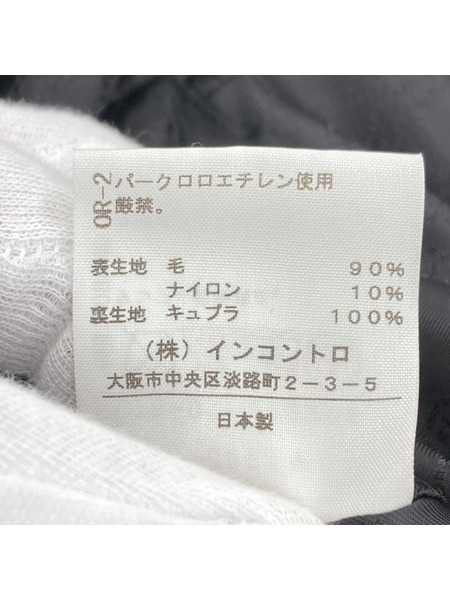 OR-2
パークロロエチレン使用
厳禁。
表生地 毛 90%
ナイロン 10%
裏生地 キュプラ 100%
(株)インコントロ
大阪市中央区淡路町2-3-5
日本製